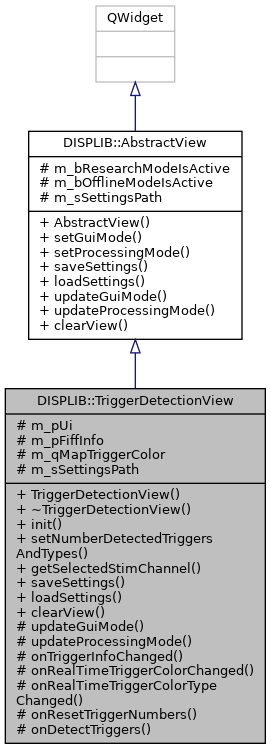 QWidget
DISPLIB::AbstractView
# m_bResearchModeIsActive
# m_bOfflineModeIsActive
# m_sSettingsPath
+ AbstractView()
+ setGuiMode()
+ setProcessingMode()
+ saveSettings()
+ loadSettings()
+ updateGuiMode()
+ updateProcessingMode()
+ clearView()
DISPLIB::TriggerDetectionView
# m_pUi
# m_pFiffInfo
# m_qMapTriggerColor
# m_sSettingsPath
+ TriggerDetectionView()
+ ~TriggerDetectionView()
+ init()
+ setNumberDetectedTriggers
AndTypes()
+ getSelectedStimChannel()
+ saveSettings()
+ loadSettings()
+ clearView()
# updateGuiMode()
# updateProcessingMode()
# onTriggerInfoChanged()
# onRealTimeTriggerColorChanged()
# onRealTimeTriggerColorType
Changed()
# onResetTriggerNumbers()
# onDetectTriggers()